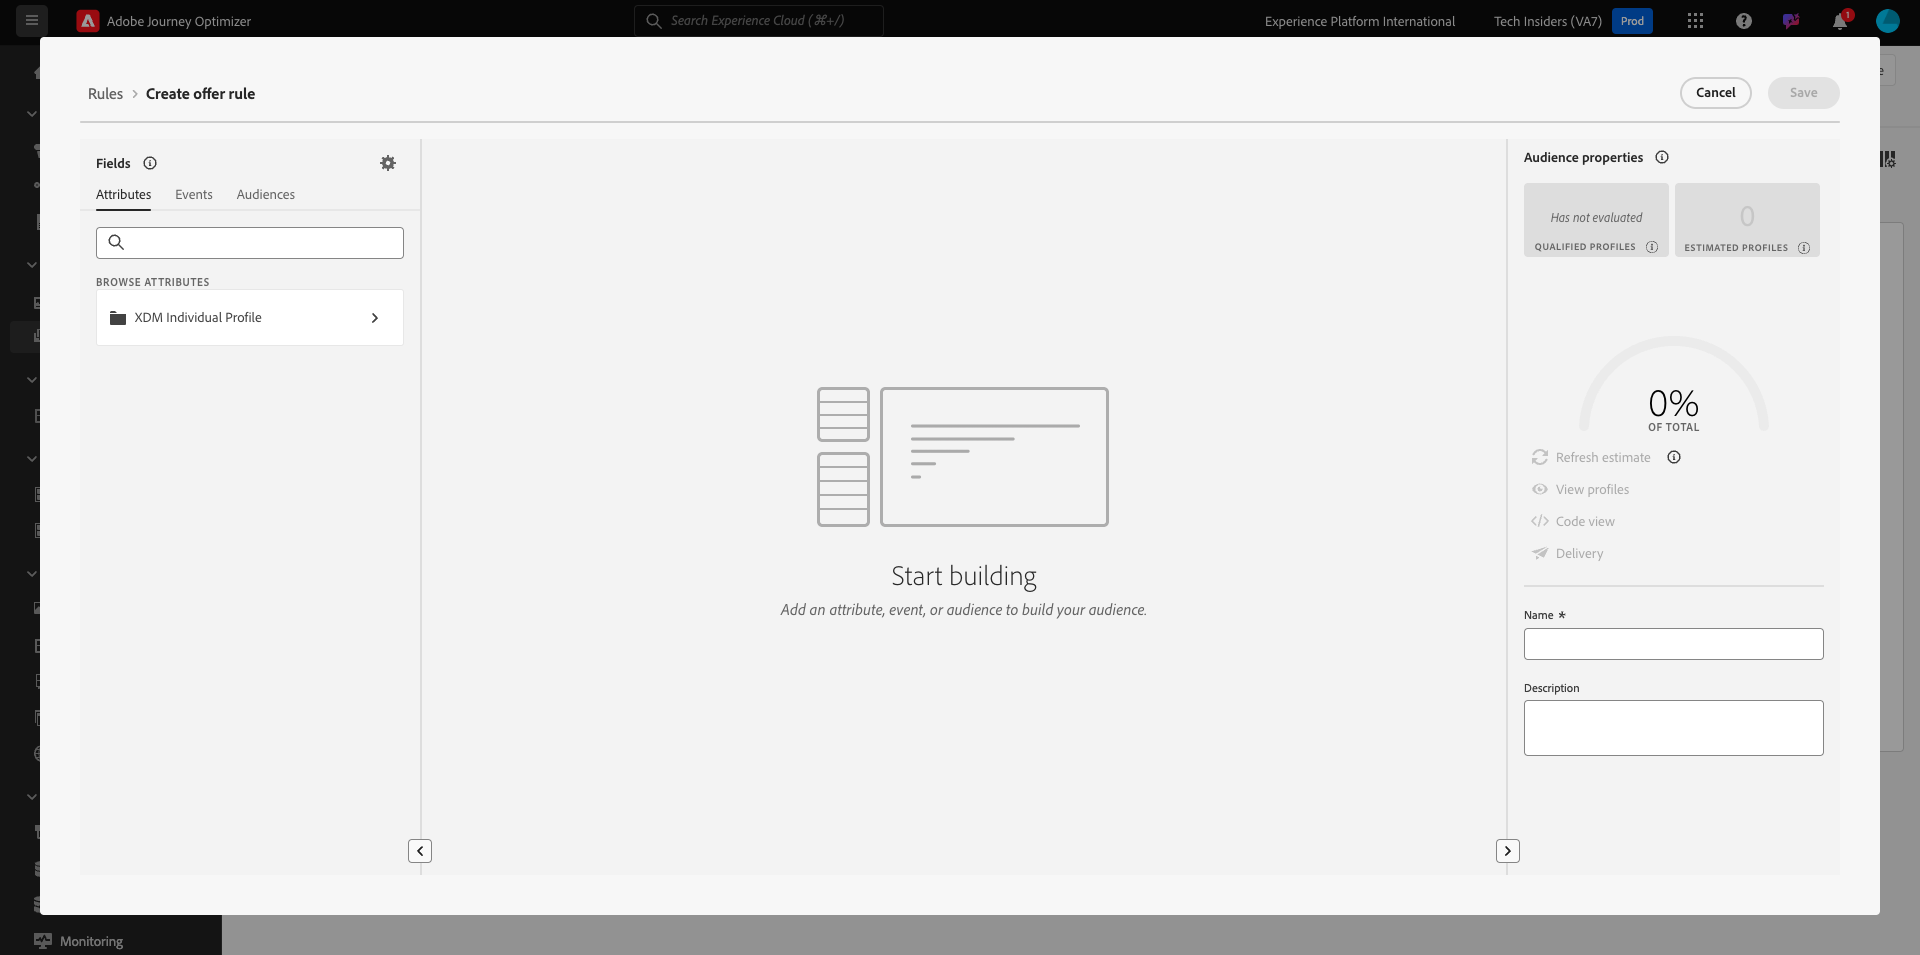 Adobe Journey Optimizer
Search Experience Cloud (⌘+/)
Experience Platform International
Tech Insiders (VA7)
Prod
1
Rules > Create offer rule
Cancel
Save
Fields
Attributes
Events
Audiences
BROWSE ATTRIBUTES
XDM Individual Profile
Start building
Add an attribute, event, or audience to build your audience.
Audience properties
Has not evaluated
QUALIFIED PROFILES
0
ESTIMATED PROFILES
0%
OF TOTAL
Refresh estimate
View profiles
Code view
Delivery
Name *
Description
Monitoring